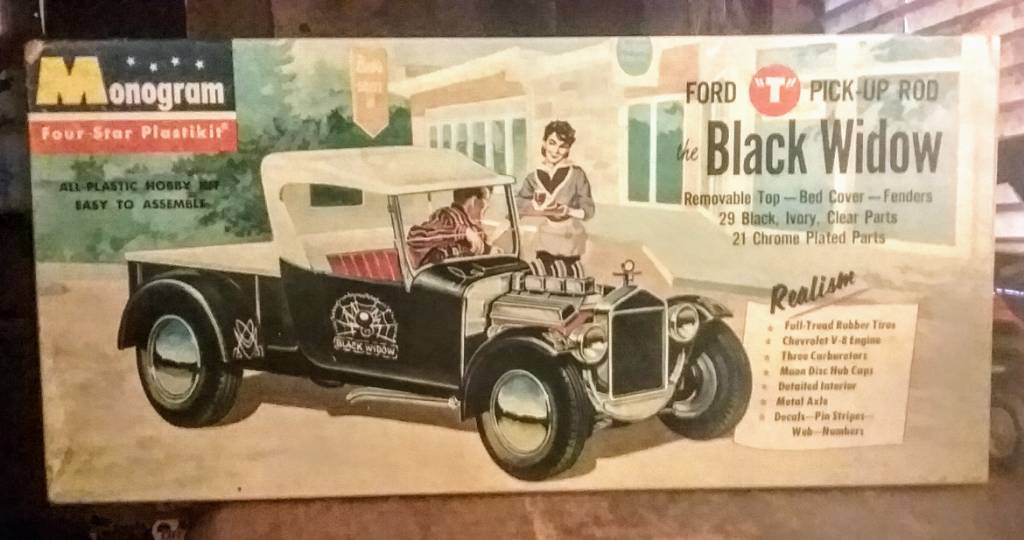 Monogram
Four Star Plastikit®
ALL-PLASTIC HOBBY KIT
EASY TO ASSEMBLE
FORD "T" PICK-UP ROD
the Black Widow
Removable Top — Bed Cover — Fenders
29 Black, Ivory, Clear Parts
21 Chrome Plated Parts
Realism
Full-Tread Rubber Tires
Chevrolet V-8 Engine
Three Carburetors
Moon Disc Hub Caps
Detailed Interior
Metal Axle
Decals—Pin Stripes—
Web—Numbers
BLACK WIDOW